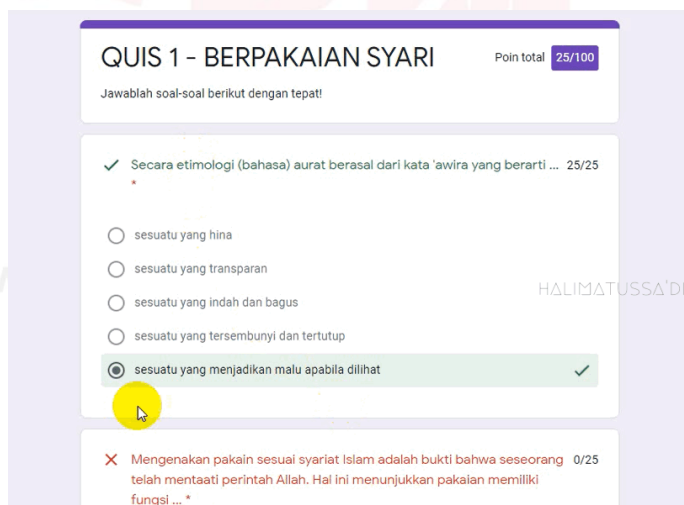 QUIS 1 - BERPAKAIAN SYARI
Poin total 25/100
Jawablah soal-soal berikut dengan tepat!
Secara etimologi (bahasa) aurat berasal dari kata 'awira yang berarti ... 25/25
*
sesuatu yang hina
sesuatu yang transparan
HALIMATUSSA'DI
sesuatu yang indah dan bagus
sesuatu yang tersembunyi dan tertutup
sesuatu yang menjadikan malu apabila dilihat
Mengenakan pakain sesuai syariat Islam adalah bukti bahwa seseorang 0/25
telah mentaati perintah Allah. Hal ini menunjukkan pakaian memiliki
fungsi ... *